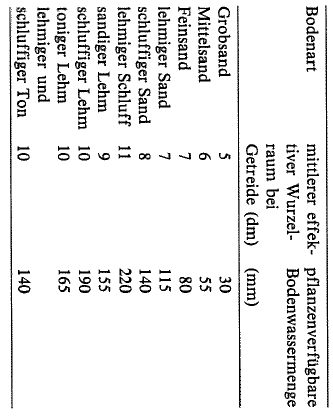 Bodenart mittlerer effek- pflanzenverfügbare
tiver Wurzel- Bodenwassermenge
raum bei
Getreide (dm) (mm)
Grobsand 5 30
Mittelsand 6 55
Feinsand 7 80
lehmiger Sand 7 115
schluffiger Sand 8 140
lehmiger Schluff 11 220
sandiger Lehm 9 155
schluffiger Lehm 10 190
toniger Lehm 10 165
lehmiger und
schluffiger Ton 10 140